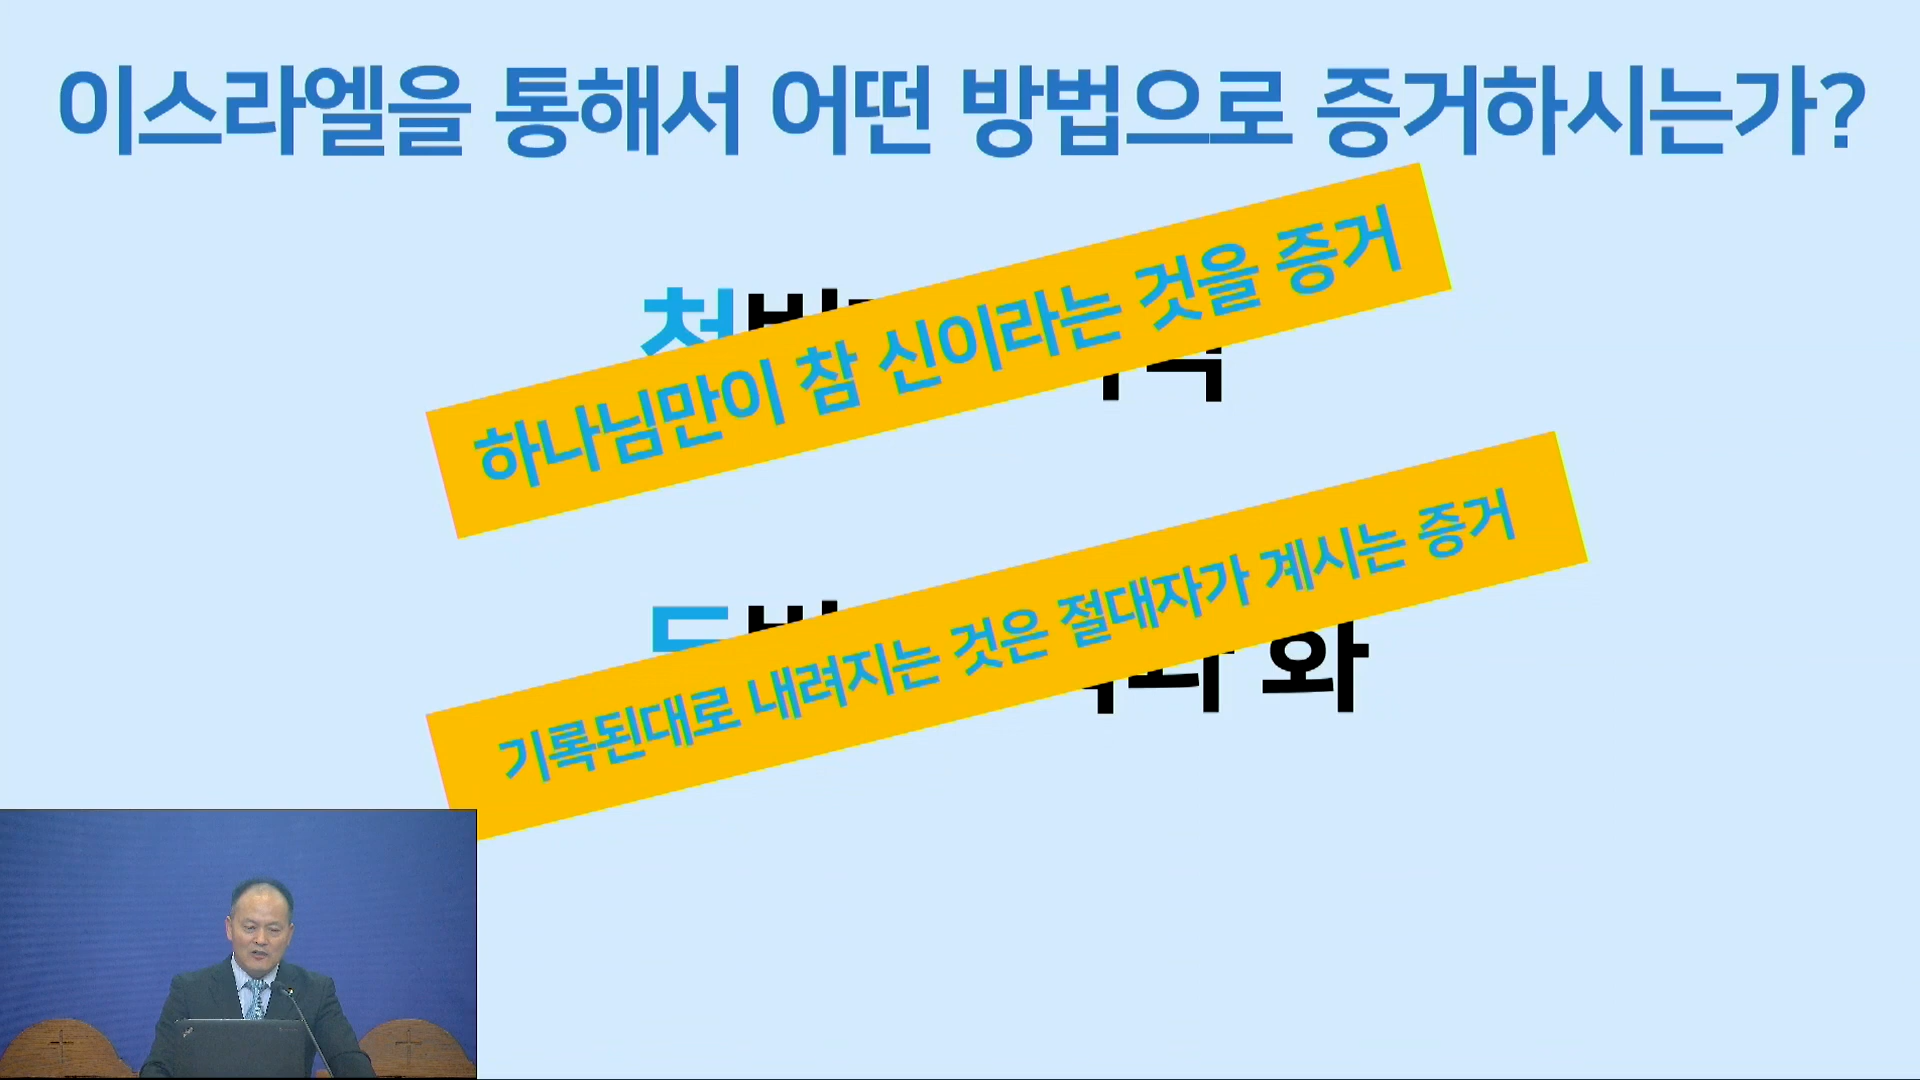 이스라엘을 통해서 어떤 방법으로 증거하시는가?
하나님만이 참 신이라는 것을 증거
기록된대로 내려지는 것은 절대자가 계시는 증거
화